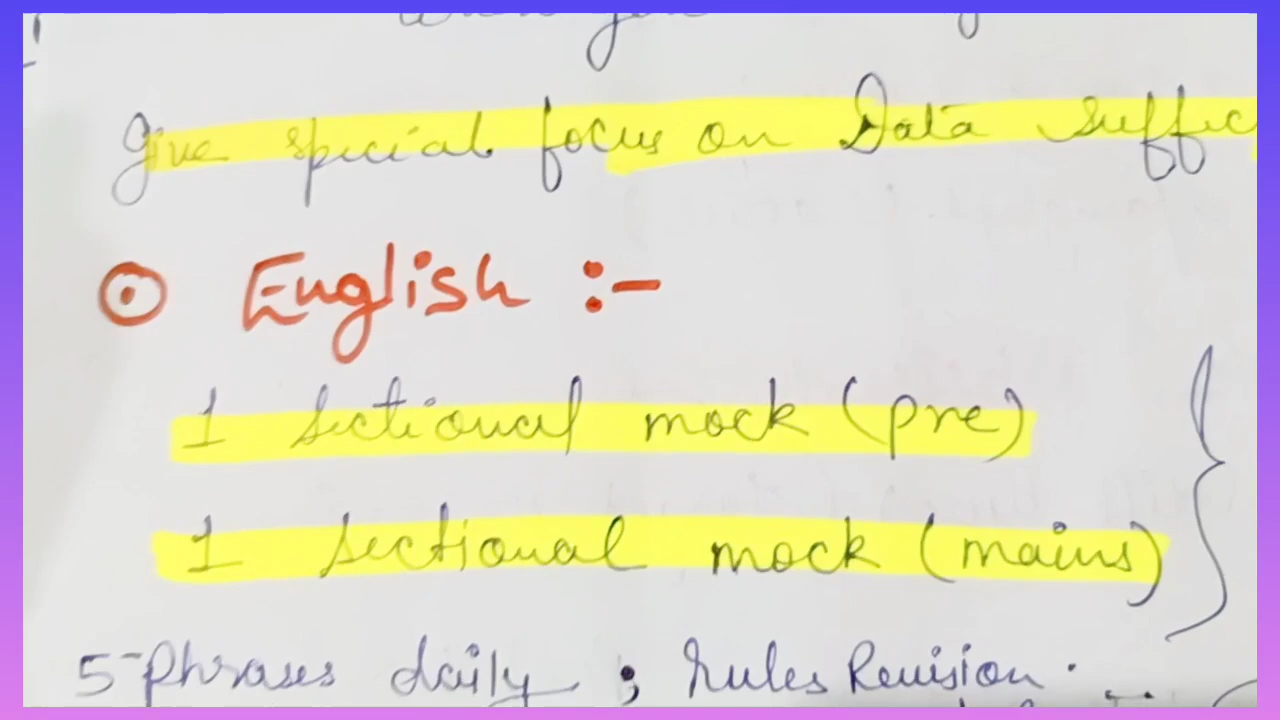 Give special focus on Data Suffic
⊙ English :-
1 Sectional mock (pre)
1 Sectional mock (mains)
5-Phrases daily ; Rules Revision.